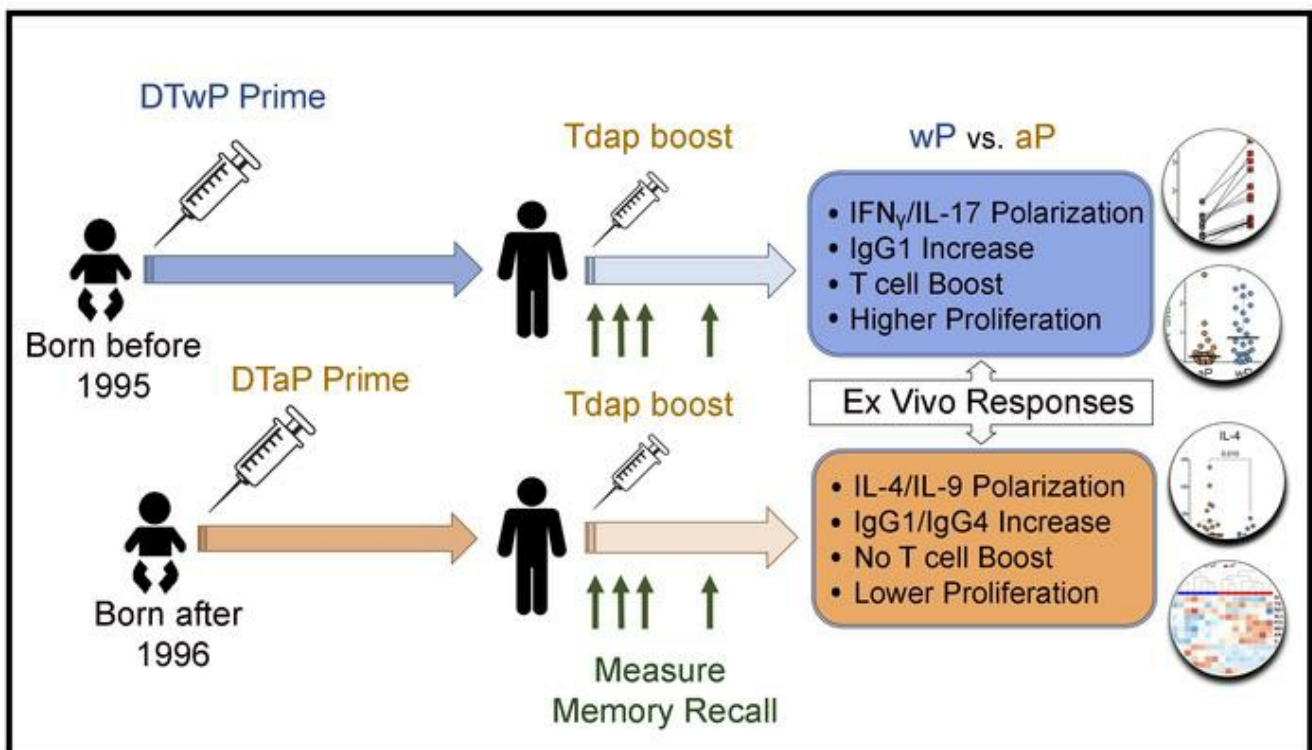 DTwP Prime
Tdap boost
wP vs. aP
Born before
1995
• IFNγ/IL-17 Polarization
• IgG1 Increase
• T cell Boost
• Higher Proliferation
2
aP wP
Ex Vivo Responses
DTaP Prime
Tdap boost
Born after
1996
• IL-4/IL-9 Polarization
• IgG1/IgG4 Increase
• No T cell Boost
• Lower Proliferation
IL-4
Measure
Memory Recall